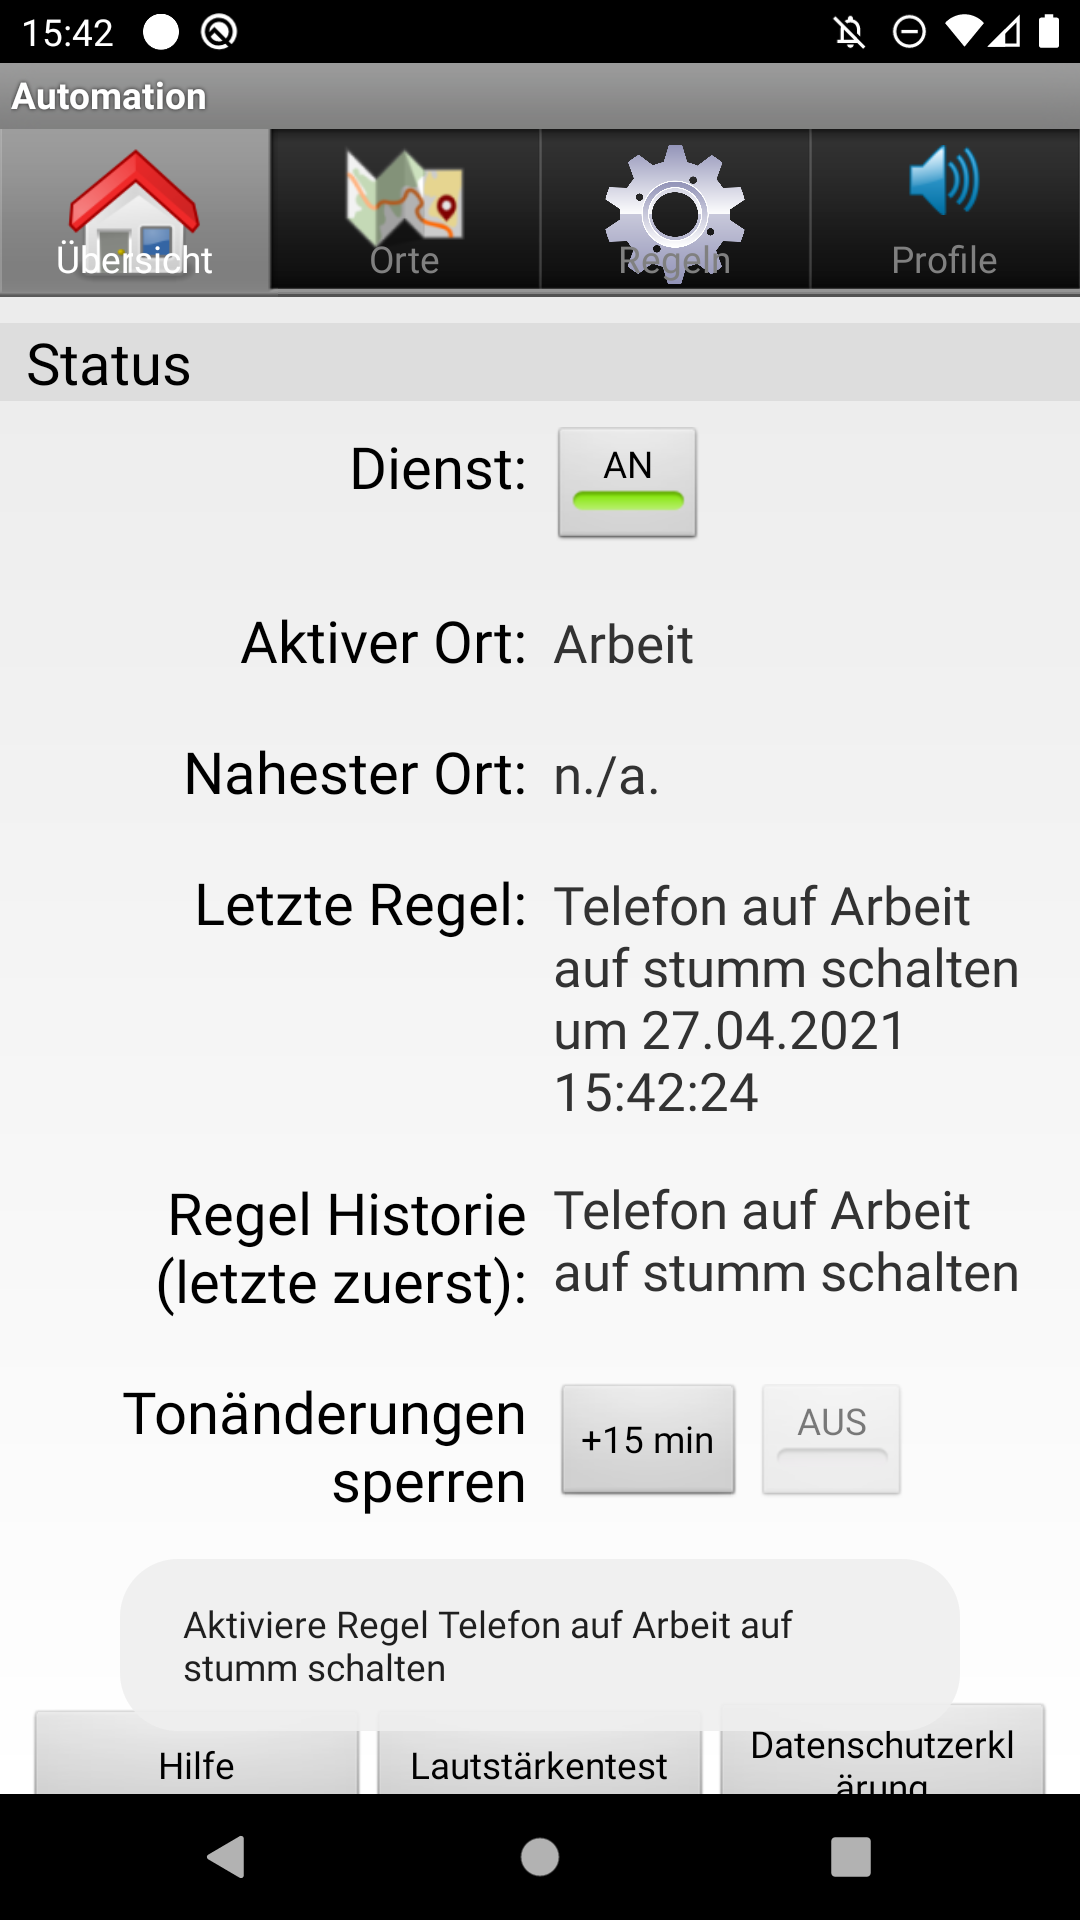 15:42
Automation
Übersicht
Orte
Regeln
Profile
Status
Dienst:
AN
Aktiver Ort:
Arbeit
Nahester Ort:
n./a.
Letzte Regel:
Telefon auf Arbeit
auf stumm schalten
um 27.04.2021
15:42:24
Regel Historie
(letzte zuerst):
Telefon auf Arbeit
auf stumm schalten
Tonänderungen
sperren
+15 min
AUS
Aktiviere Regel Telefon auf Arbeit auf
stumm schalten
Hilfe
Lautstärkentest
Datenschutzerkl
ärung